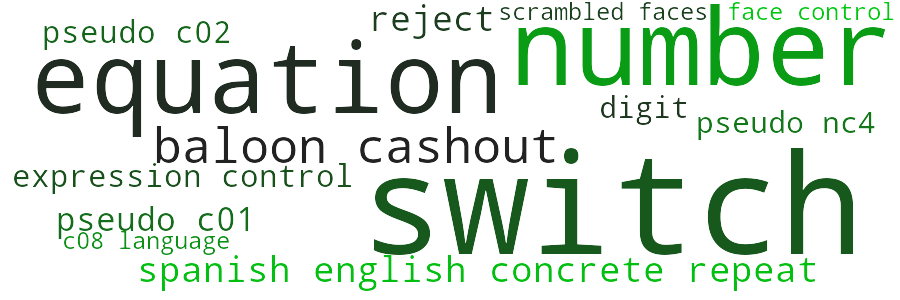 reject
scrambled faces
face control
pseudo c02
number
equation
digit
pseudo nc4
baloon cashout
expression control
switch
pseudo c01
c08 language
spanish english concrete repeat